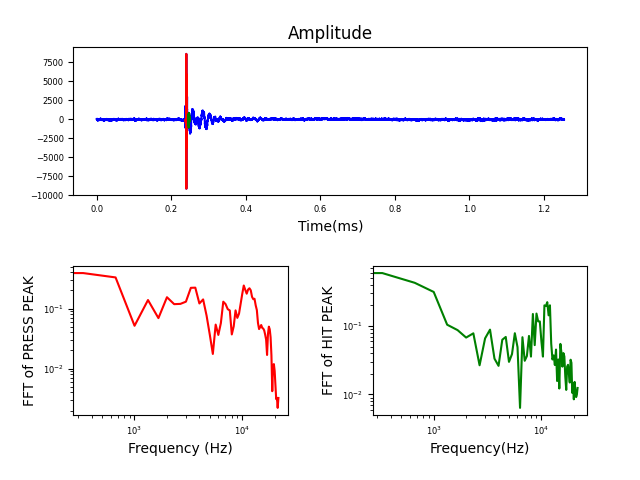 Amplitude
7500
5000
2500
0
−2500
−5000
−7500
−10000
0.0 0.2 0.4 0.6 0.8 1.0 1.2
Time(ms)
FFT of PRESS PEAK
10⁻¹
10⁻²
10³ 10⁴
Frequency (Hz)
FFT of HIT PEAK
10⁻¹
10⁻²
10³ 10⁴
Frequency(Hz)